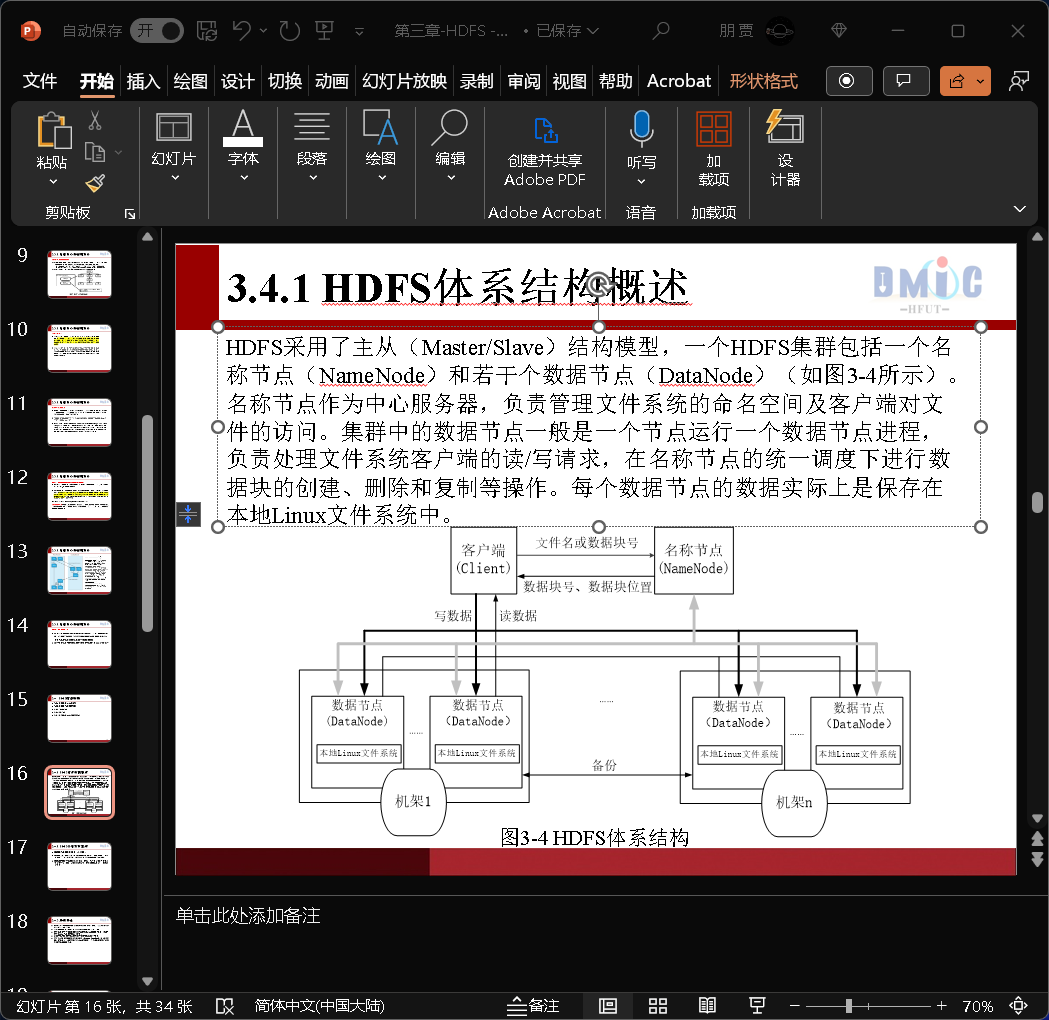 自动保存
开
第三章-HDFS -... • 已保存
朋 贾
文件 开始 插入 绘图 设计 切换 动画 幻灯片放映 录制 审阅 视图 帮助 Acrobat 形状格式
粘贴
剪贴板
幻灯片
字体
段落
绘图
编辑
创建并共享
Adobe PDF
Adobe Acrobat
听写
语音
加
载项
加载项
设
计器
9
10
11
12
13
14
15
16
17
18
3.4.1 HDFS体系结构概述
DMiC
HFUT
HDFS采用了主从（Master/Slave）结构模型，一个HDFS集群包括一个名
称节点（NameNode）和若干个数据节点（DataNode）（如图3-4所示）。
名称节点作为中心服务器，负责管理文件系统的命名空间及客户端对文
件的访问。集群中的数据节点一般是一个节点运行一个数据节点进程，
负责处理文件系统客户端的读/写请求，在名称节点的统一调度下进行数
据块的创建、删除和复制等操作。每个数据节点的数据实际上是保存在
本地Linux文件系统中。
客户端
(Client)
文件名或数据块号
数据块号、数据块位置
名称节点
(NameNode)
写数据
读数据
数据节点
(DataNode)
本地Linux文件系统
......
数据节点
(DataNode)
本地Linux文件系统
机架1
......
备份
数据节点
(DataNode)
本地Linux文件系统
......
数据节点
(DataNode)
本地Linux文件系统
机架n
图3-4 HDFS体系结构
单击此处添加备注
幻灯片 第 16 张，共 34 张
简体中文(中国大陆)
备注
70%